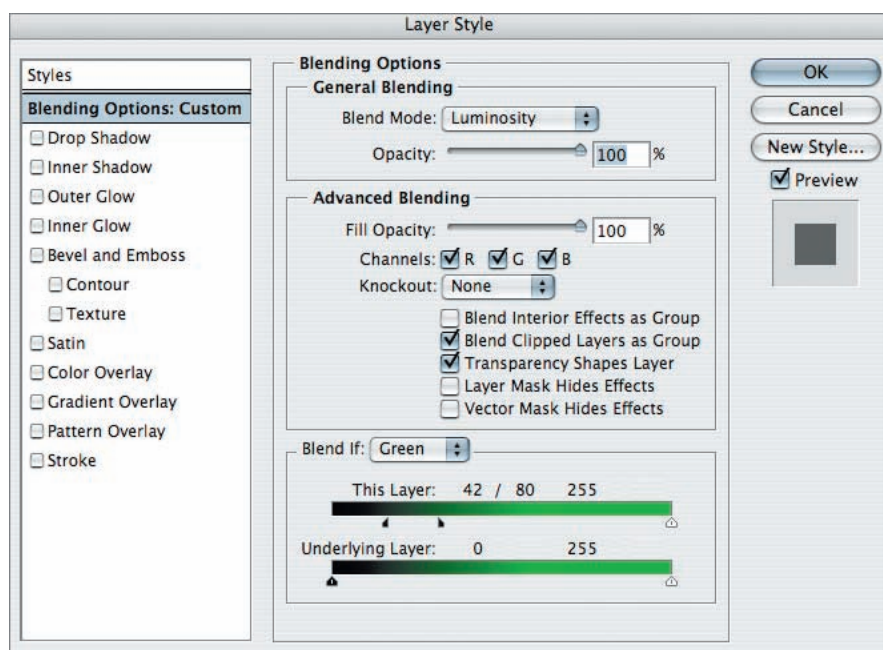 Layer Style
Styles
Blending Options: Custom
Drop Shadow
Inner Shadow
Outer Glow
Inner Glow
Bevel and Emboss
Contour
Texture
Satin
Color Overlay
Gradient Overlay
Pattern Overlay
Stroke
Blending Options
General Blending
Blend Mode: Luminosity
Opacity: 100 %
Advanced Blending
Fill Opacity: 100 %
Channels: R G B
Knockout: None
Blend Interior Effects as Group
Blend Clipped Layers as Group
Transparency Shapes Layer
Layer Mask Hides Effects
Vector Mask Hides Effects
Blend If: Green
This Layer: 42 / 80 255
Underlying Layer: 0 255
OK
Cancel
New Style...
Preview